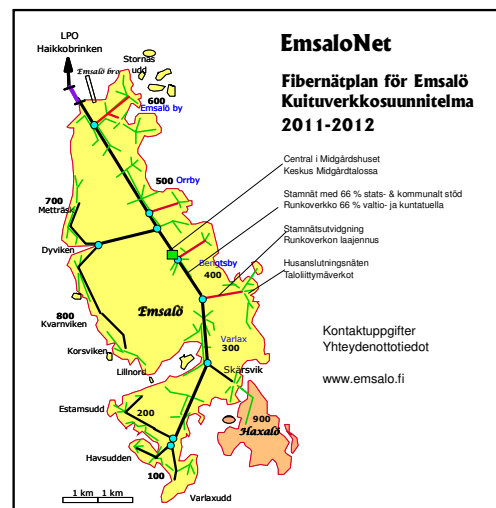 EmsaloNet
Fibernätplan för Emsalö
Kuituverkkosuunnitelma
2011-2012
LPO
Haikkobrinken
Emsalö bro
Stornäs
udd
600
Emsalö by
500 Orrby
700
Metträsk
Dyviken
Bengtsby
400
800
Kvarnviken
Emsalö
Korsviken
Lillnord
Varlax
300
Skärsvik
Estamsudd
200
900
Haxalö
Havsudden
100
Varlaxudd
1 km 1 km
Central i Midgårdshuset
Keskus Midgårdtalossa
Stamnät med 66 % stats- & kommunalt stöd
Runkoverkko 66 % valtio- ja kuntatuella
Stamnätsutvidgning
Runkoverkon laajennus
Husanslutningsnäten
Taloliittymäverkot
Kontaktuppgifter
Yhteydenottotiedot
www.emsalo.fi